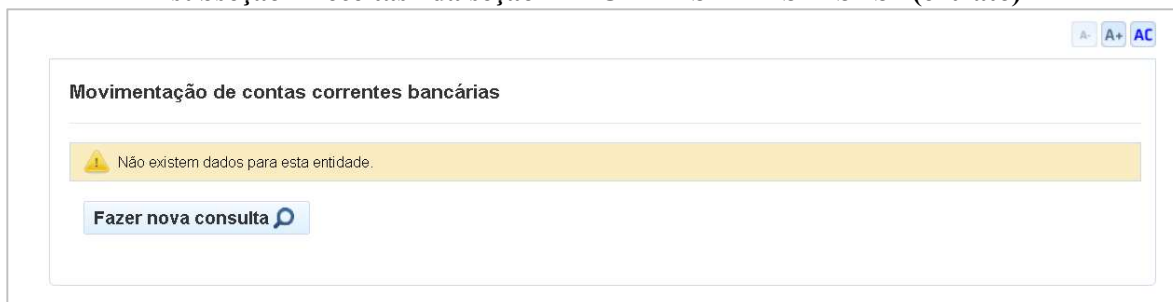 A- A+ AC
Movimentação de contas correntes bancárias
Não existem dados para esta entidade.
Fazer nova consulta